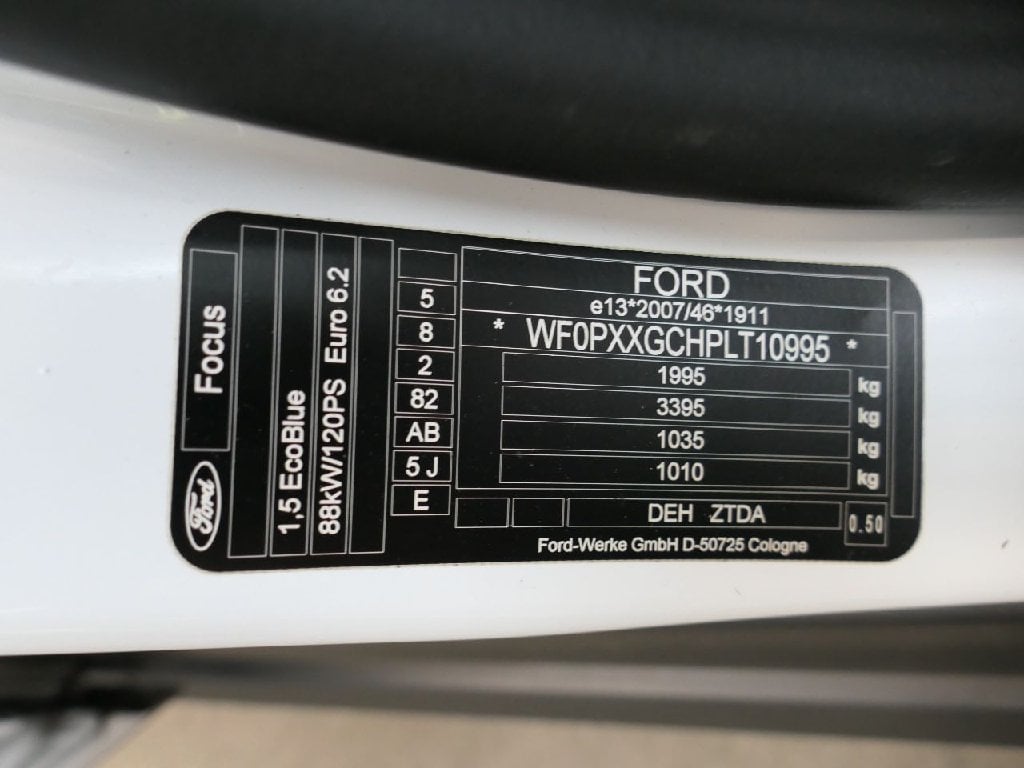 Focus
Ford
1,5 EcoBlue
88kW/120PS Euro 6.2
5
8
2
82
AB
5 J
E
FORD
e13*2007/46*1911
* WF0PXXGCHPLT10995 *
1995 kg
3395 kg
1035 kg
1010 kg
DEH ZTDA
0.50
Ford-Werke GmbH D-50725 Cologne